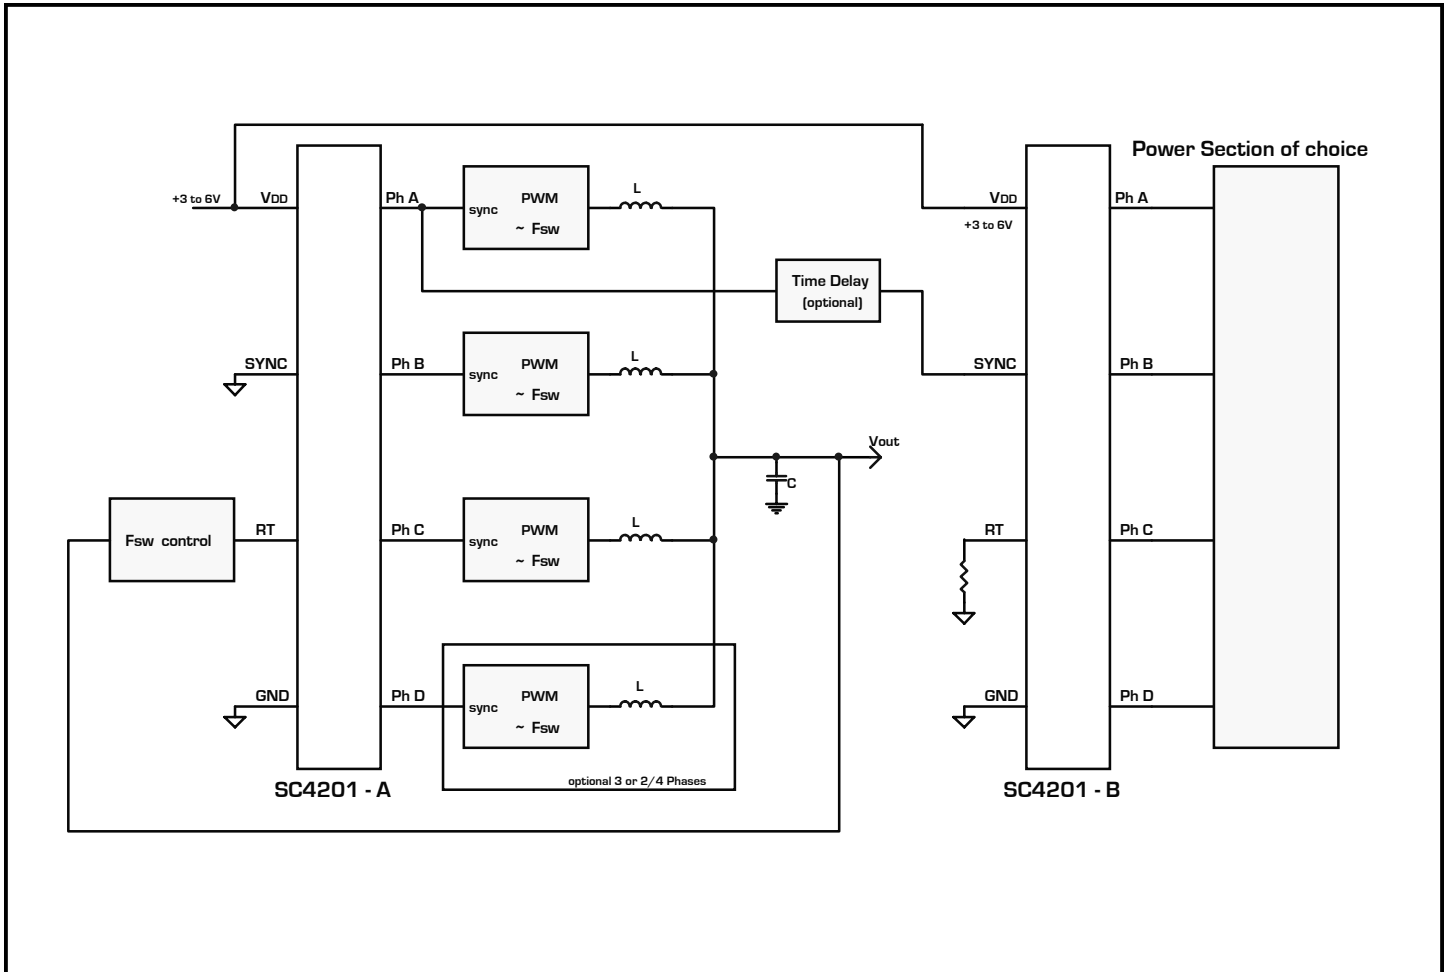 Power Section of choice
+3 to 6V
VDD
Ph A
sync
PWM
~ Fsw
L
VDD
+3 to 6V
Ph A
Time Delay
(optional)
SYNC
Ph B
sync
PWM
~ Fsw
L
SYNC
Ph B
Vout
C
Fsw control
RT
Ph C
sync
PWM
~ Fsw
L
RT
Ph C
GND
Ph D
sync
PWM
~ Fsw
L
optional 3 or 2/4 Phases
GND
Ph D
SC4201 - A
SC4201 - B